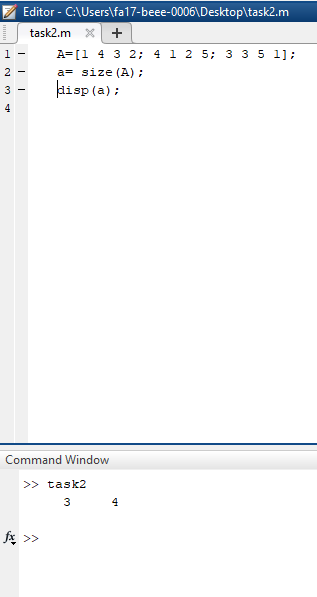 Editor - C:\Users\fa17-beee-0006\Desktop\task2.m
task2.m
1 - A=[1 4 3 2; 4 1 2 5; 3 3 5 1];
2 - a= size(A);
3 - disp(a);
4
Command Window
>> task2
3 4
fx >>